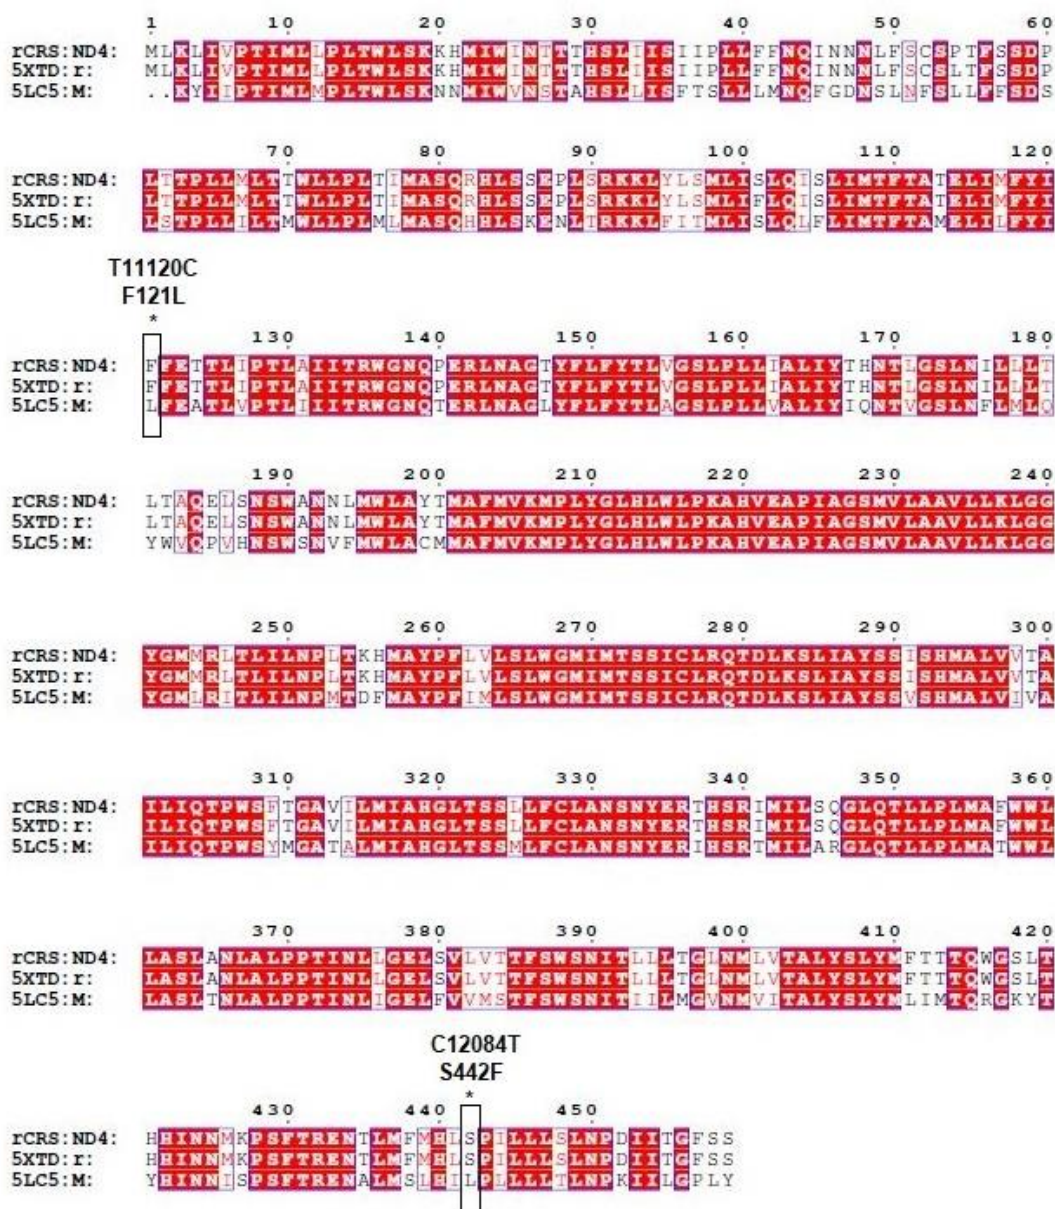 1 10 20 30 40 50 60
rCRS:ND4: MLKLIVPTIMLLPLTWLSKKHMIWINTTTHSLIISIIPLLFFNQINNNLFSCSPTFSSDP
5XTD:r: MLKLIVPTIMLLPLTWLSKKHMIWINTTTHSLIISIIPLLFFNQINNNLFSCSLTFSSDP
5LC5:M: ..KYIIPTIMLMPLTWLSKNNMIWVNSTAHSLLISFTSLLLMNQFGDNSLNFSLLFFSDS
70 80 90 100 110 120
rCRS:ND4: LTTPLLMLTTWLLPLTIMASQRHLSSEPLSRKKLYLSMLISLQISLIMTFTATELIMFYI
5XTD:r: LTTPLLMLTTWLLPLTIMASQRHLSSEPLSRKKLYLSMLISLQISLIMTFTATELIMFYI
5LC5:M: LSTPLLILTMWLLPLMLMASQHHLSKENLTRKKLFITMLISLQLFLIMTFTAMELILFYI
T11120C
F121L
*
130 140 150 160 170 180
rCRS:ND4: FFETTLIPTLAIITRWGNQPERLNAGTYFLFYTLVGSLPLLIALIYTHNTLGSLNILLLT
5XTD:r: FFETTLIPTLAIITRWGNQPERLNAGTYFLFYTLVGSLPLLIALIYTHNTLGSLNILLLT
5LC5:M: LFEATLVPTLIIITRWGNQTERLNAGLYFLFYTLAGSLPLLVALIYIQNTVGSLNFLMLQ
190 200 210 220 230 240
rCRS:ND4: LTAQELSNSWANNLMWLAYTMAFMVKMPLYGLHLWLPKAHVEAPIAGSMVLAAVLLKLGG
5XTD:r: LTAQELSNSWANNLMWLAYTMAFMVKMPLYGLHLWLPKAHVEAPIAGSMVLAAVLLKLGG
5LC5:M: YWVQPVHNSWSNVFMWLACMMAFMVKMPLYGLHLWLPKAHVEAPIAGSMVLAAVLLKLGG
250 260 270 280 290 300
rCRS:ND4: YGMMRLTLILNPLTKHMAYPFLVLSLWGMIMTSSICLRQTDLKSLIAYSSISHMALVVTA
5XTD:r: YGMMRLTLILNPLTKHMAYPFLVLSLWGMIMTSSICLRQTDLKSLIAYSSISHMALVVTA
5LC5:M: YGMLRITLILNPMTDFMAYPFIMLSLWGMIMTSSICLRQTDLKSLIAYSSVSHMALVIVA
310 320 330 340 350 360
rCRS:ND4: ILIQTPWSFTGAVILMIAHGLTSSLLFCLANSNYERTHSRIMILSQGLQTLLPLMAFWWL
5XTD:r: ILIQTPWSFTGAVILMIAHGLTSSLLFCLANSNYERTHSRIMILSQGLQTLLPLMAFWWL
5LC5:M: ILIQTPWSYMGATALMIAHGLTSSMLFCLANSNYERIHSRTMILARGLQTLLPLMATWWL
370 380 390 400 410 420
rCRS:ND4: LASLANLALPPTINLLGELSVLVTTFSWSNITLLLTGLNMLVTALYSLYMFTTTQWGSLT
5XTD:r: LASLANLALPPTINLLGELSVLVTTFSWSNITLLLTGLNMLVTALYSLYMFTTTQWGSLT
5LC5:M: LASLTNLALPPTINLIGELFVVMSTFSWSNITIILMGVNMVITALYSLYMLIMTQRGKYT
C12084T
S442F
*
430 440 450
rCRS:ND4: HHINNMKPSFTRENTLMFMHLSPILLLSLNPDIITGFSS
5XTD:r: HHINNMKPSFTRENTLMFMHLSPILLLSLNPDIITGFSS
5LC5:M: YHINNISPSFTRENALMSLHILPLLLLTLNPKIILGPLY